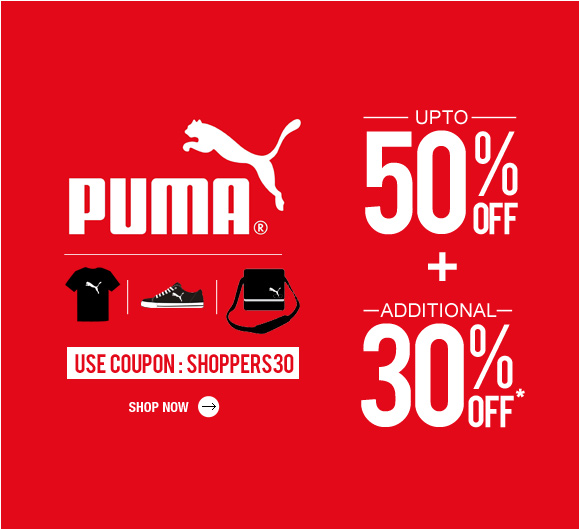 PUMA®
USE COUPON : SHOPPERS30
SHOP NOW
UPTO
50%
OFF
+
ADDITIONAL
30%
OFF*